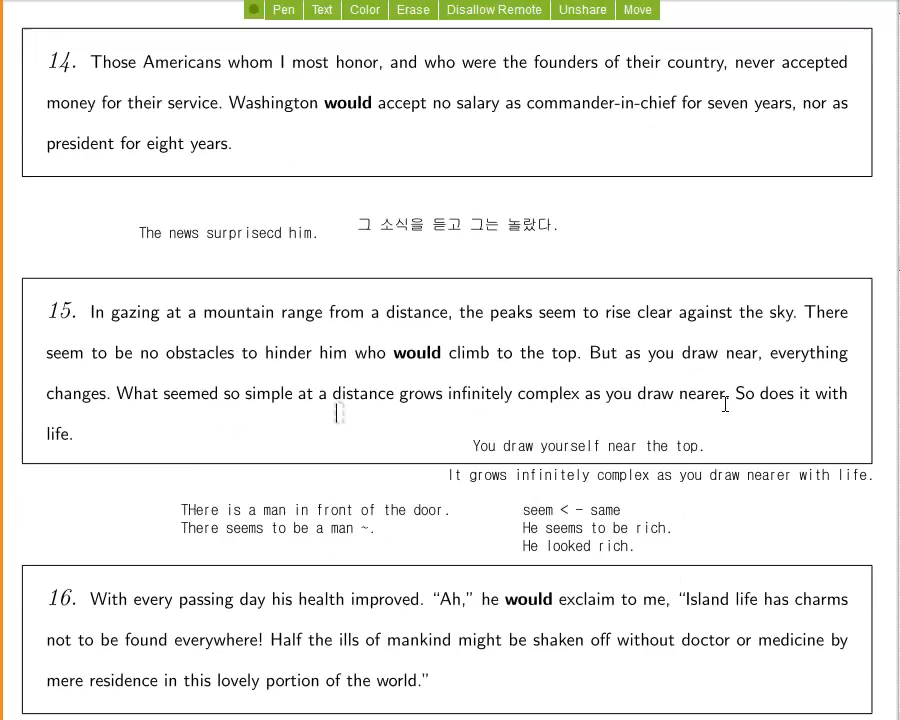 Pen Text Color Erase Disallow Remote Unshare Move
14. Those Americans whom I most honor, and who were the founders of their country, never accepted
money for their service. Washington would accept no salary as commander-in-chief for seven years, nor as
president for eight years.
The news surprisecd him. 그 소식을 듣고 그는 놀랐다.
15. In gazing at a mountain range from a distance, the peaks seem to rise clear against the sky. There
seem to be no obstacles to hinder him who would climb to the top. But as you draw near, everything
changes. What seemed so simple at a distance grows infinitely complex as you draw nearer. So does it with
life.
You draw yourself near the top.
It grows infinitely complex as you draw nearer with life.
THere is a man in front of the door. seem < - same
There seems to be a man ~. He seems to be rich.
He looked rich.
16. With every passing day his health improved. “Ah,” he would exclaim to me, “Island life has charms
not to be found everywhere! Half the ills of mankind might be shaken off without doctor or medicine by
mere residence in this lovely portion of the world.”